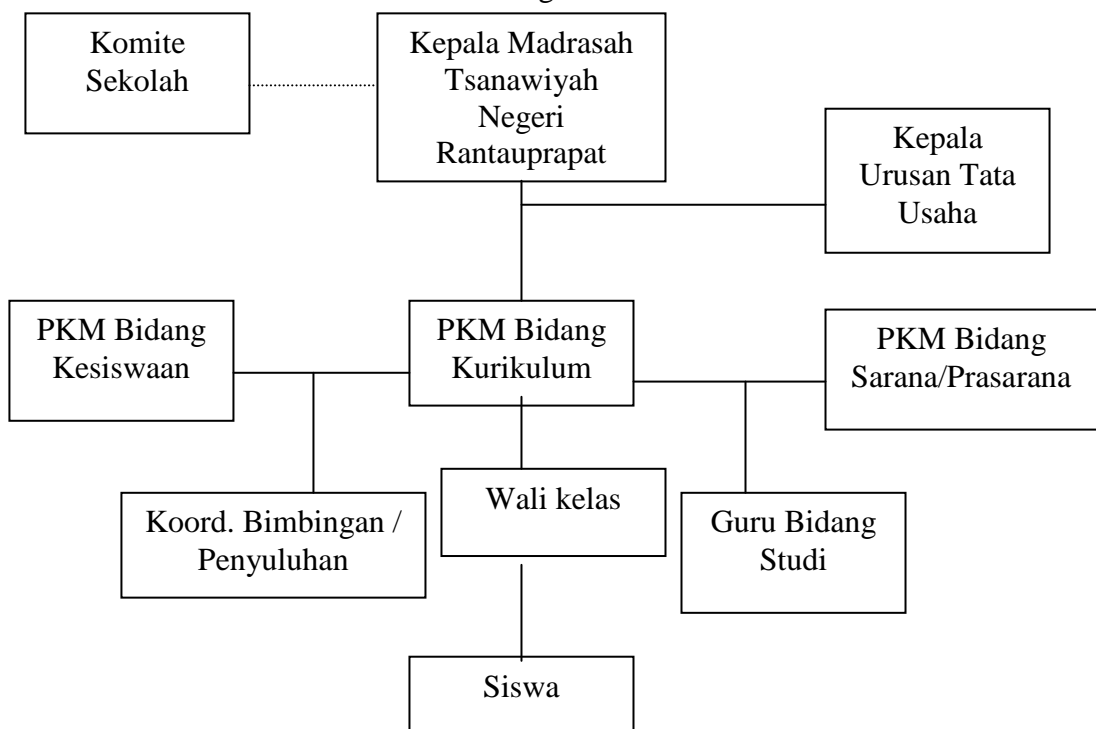 Komite
Sekolah
Kepala Madrasah
Tsanawiyah
Negeri
Rantauprapat
Kepala
Urusan Tata
Usaha
PKM Bidang
Kesiswaan
PKM Bidang
Kurikulum
PKM Bidang
Sarana/Prasarana
Koord. Bimbingan /
Penyuluhan
Wali kelas
Guru Bidang
Studi
Siswa